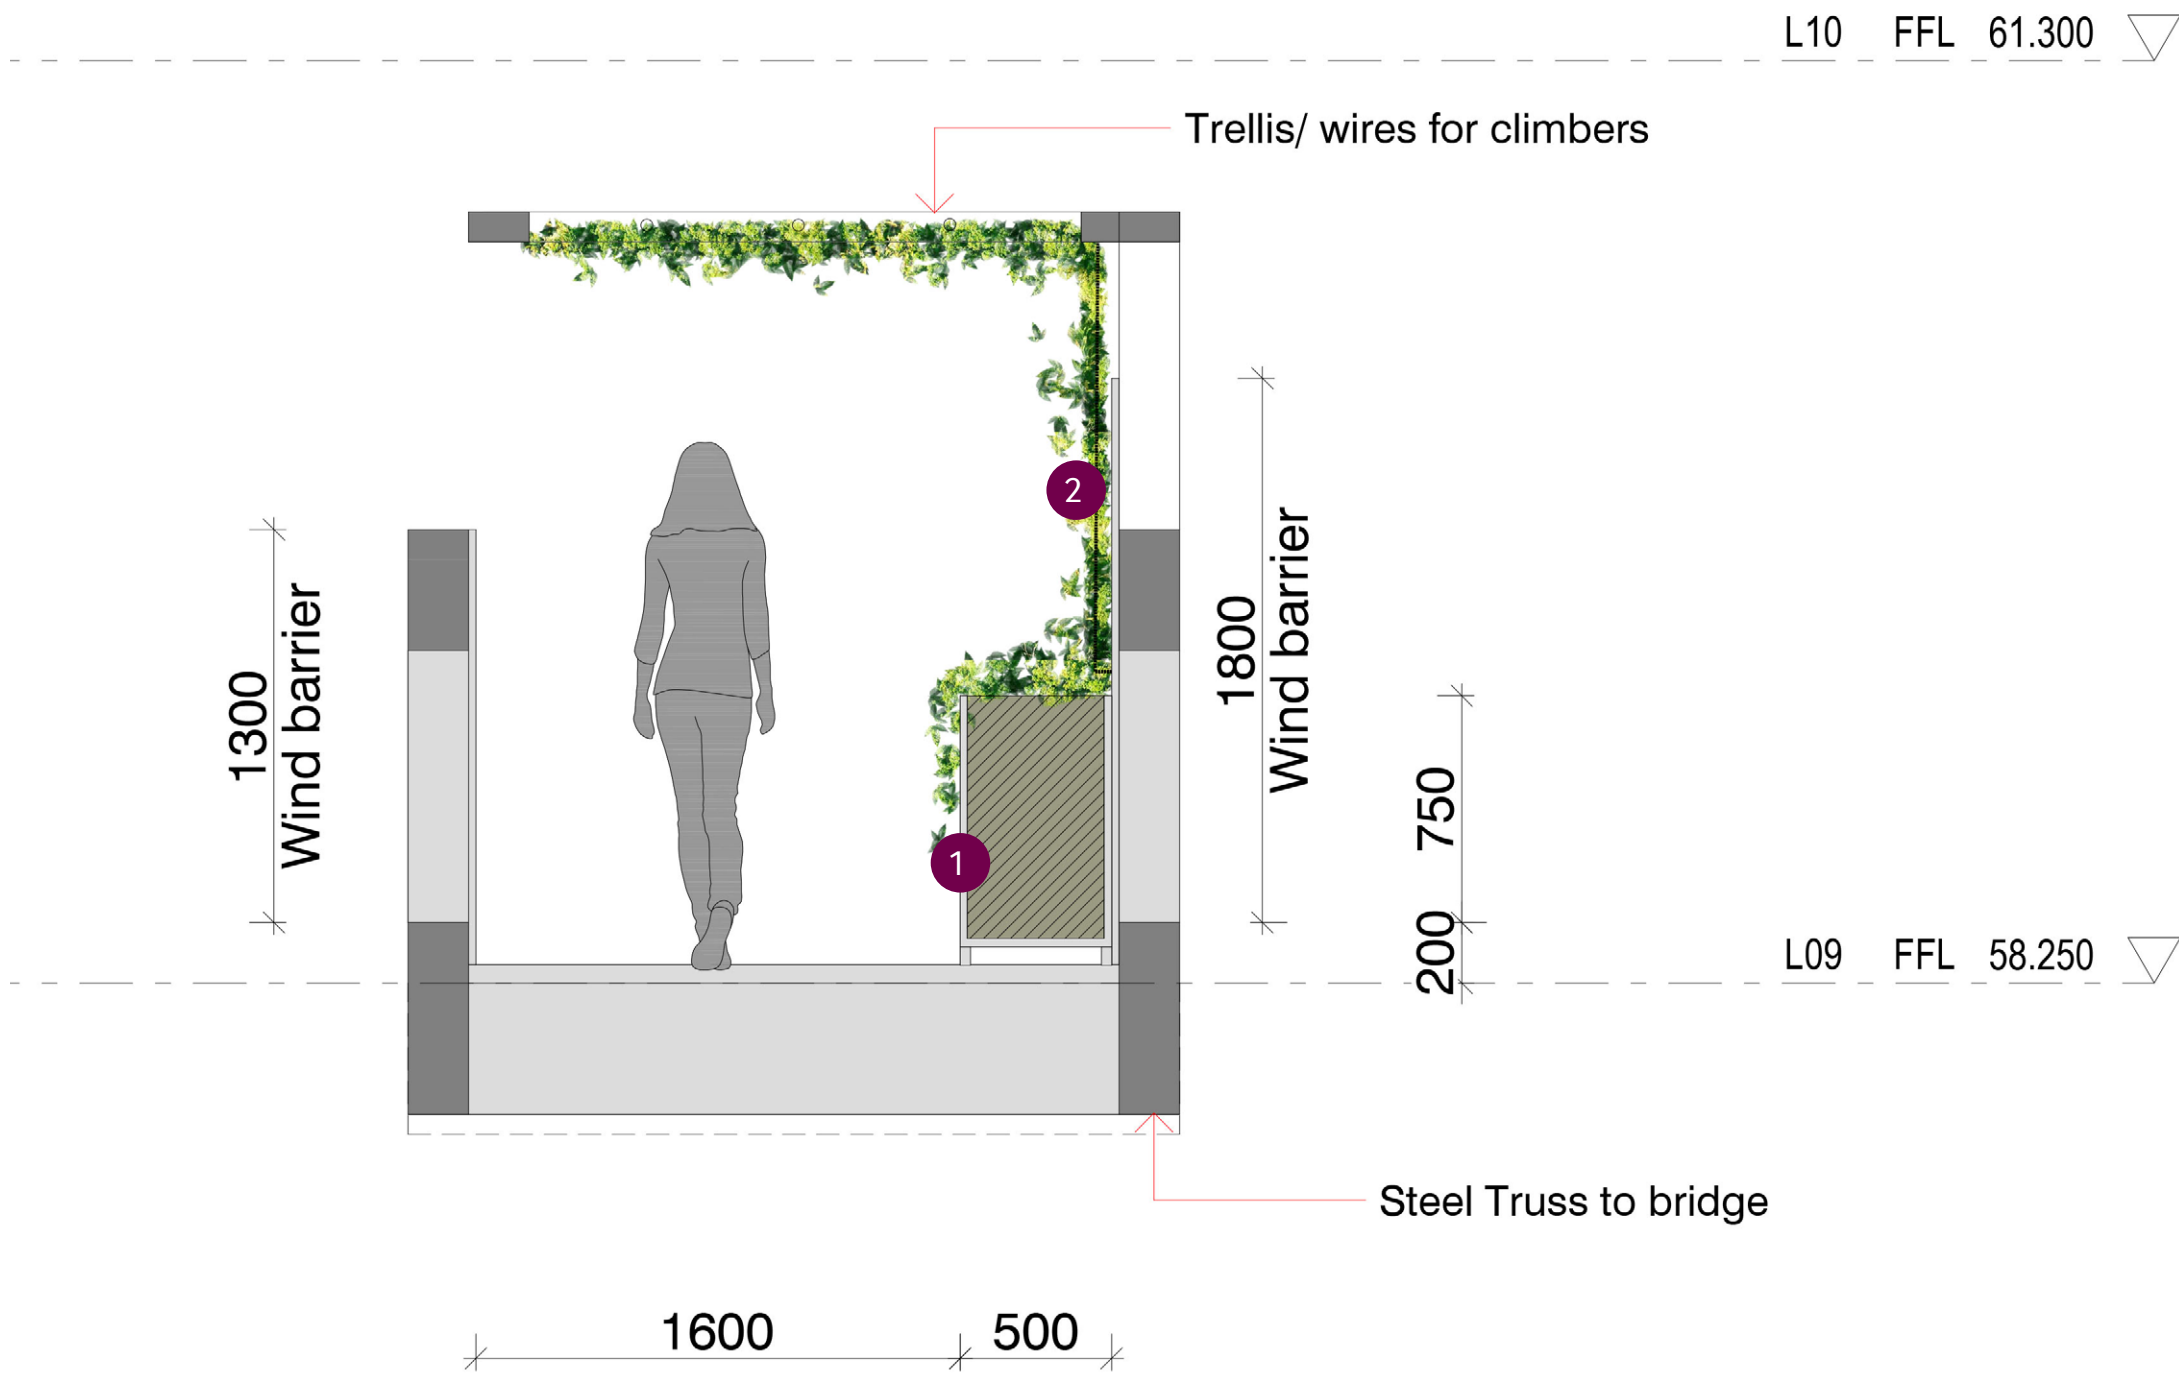 L10 FFL 61.300
Trellis/ wires for climbers
2
1300
Wind barrier
1800
Wind barrier
750
1
200
L09 FFL 58.250
Steel Truss to bridge
1600 500